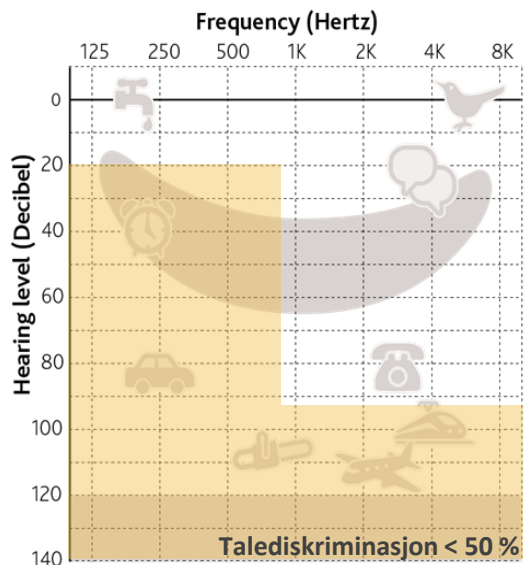 Frequency (Hertz)
125 250 500 1K 2K 4K 8K
Hearing level (Decibel)
0
20
40
60
80
100
120
140
Talediskriminasjon < 50 %